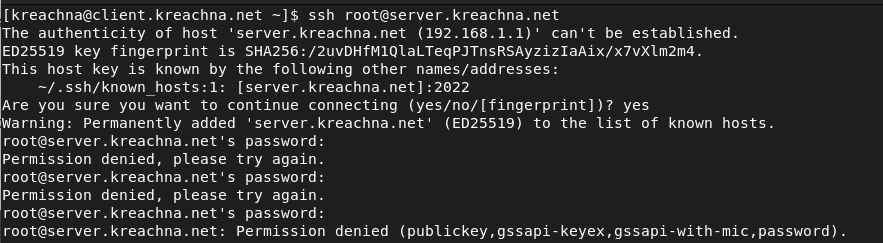 [kreachna@client.kreachna.net ~]$ ssh root@server.kreachna.net
The authenticity of host 'server.kreachna.net (192.168.1.1)' can't be established.
ED25519 key fingerprint is SHA256:/2uvDHfM1QlaLTeqPJTnsRSAyzizIaAix/x7vXlm2m4.
This host key is known by the following other names/addresses:
    ~/.ssh/known_hosts:1: [server.kreachna.net]:2022
Are you sure you want to continue connecting (yes/no/[fingerprint])? yes
Warning: Permanently added 'server.kreachna.net' (ED25519) to the list of known hosts.
root@server.kreachna.net's password:
Permission denied, please try again.
root@server.kreachna.net's password:
Permission denied, please try again.
root@server.kreachna.net's password:
root@server.kreachna.net: Permission denied (publickey,gssapi-keyex,gssapi-with-mic,password).